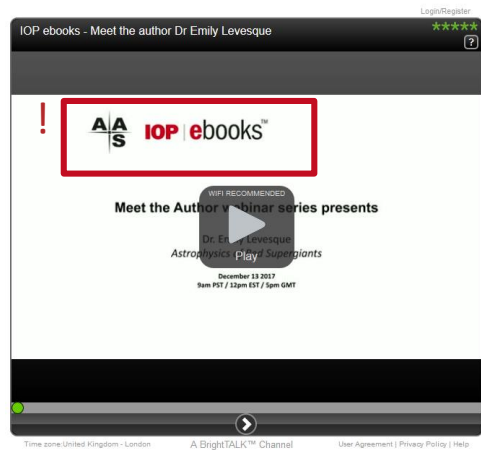 Login/Register
IOP ebooks - Meet the author Dr Emily Levesque
*****
?
!
AAS IOP ebooks™
WIFI RECOMMENDED
Meet the Author webinar series presents
Dr. Emily Levesque
Astrophysics of Red Supergiants
Play
December 13 2017
9am PST / 12pm EST / 5pm GMT
Time zone:United Kingdom - London
A BrightTALK™ Channel
User Agreement | Privacy Policy | Help